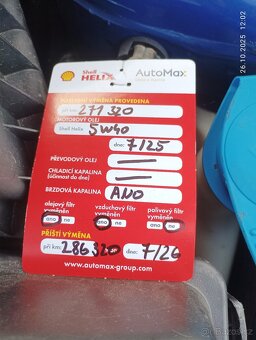 26.10.2025 12:02
Shell
HELIX
AutoMax
POSLEDNÍ VÝMĚNA PROVEDENA
při km: 271 320
MOTOROVÝ OLEJ
Shell Helix 5W40
dne: 7/25
PŘEVODOVÝ OLEJ
CHLADICÍ KAPALINA
(účinnost do dne)
BRZDOVÁ KAPALINA ANO
olejový filtr vzduchový filtr palivový filtr
vyměněn vyměněn vyměněn
ano ne ano ne ano ne
PŘÍŠTÍ VÝMĚNA
při km: 286 320 dne: 7/26
www.automax-group.com